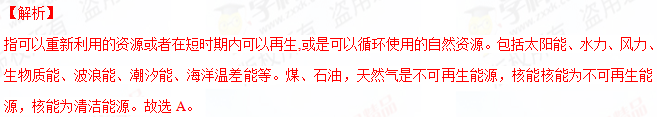 【解析】
指可以重新利用的资源或者在短时期内可以再生,或是可以循环使用的自然资源。包括太阳能、水力、风力、
生物质能、波浪能、潮汐能、海洋温差能等。煤、石油，天然气是不可再生能源，核能核能为不可再生能
源，核能为清洁能源。故选 A。